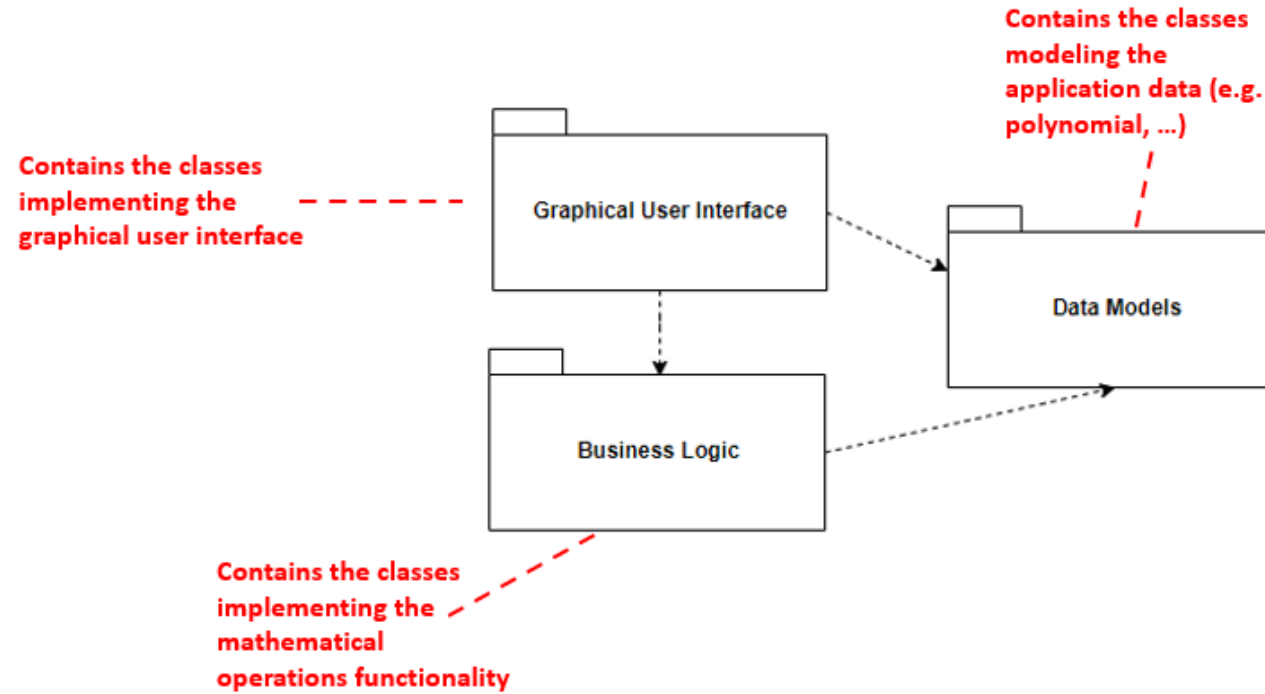 Contains the classes
modeling the
application data (e.g.
polynomial, ...)
Contains the classes
implementing the
graphical user interface
Graphical User Interface
Data Models
Business Logic
Contains the classes
implementing the
mathematical
operations functionality